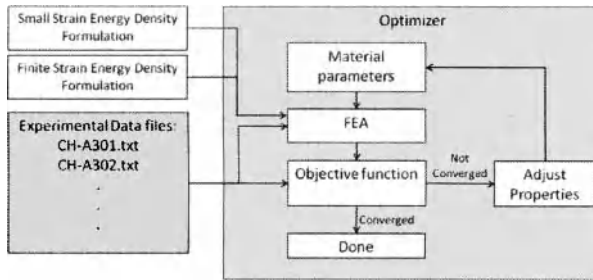 Small Strain Energy Density
Formulation
Finite Strain Energy Density
Formulation
Experimental Data files:
CH-A301.txt
CH-A302.txt
.
.
.
Optimizer
Material
parameters
FEA
Objective function
Not
Converged
Adjust
Properties
Converged
Done